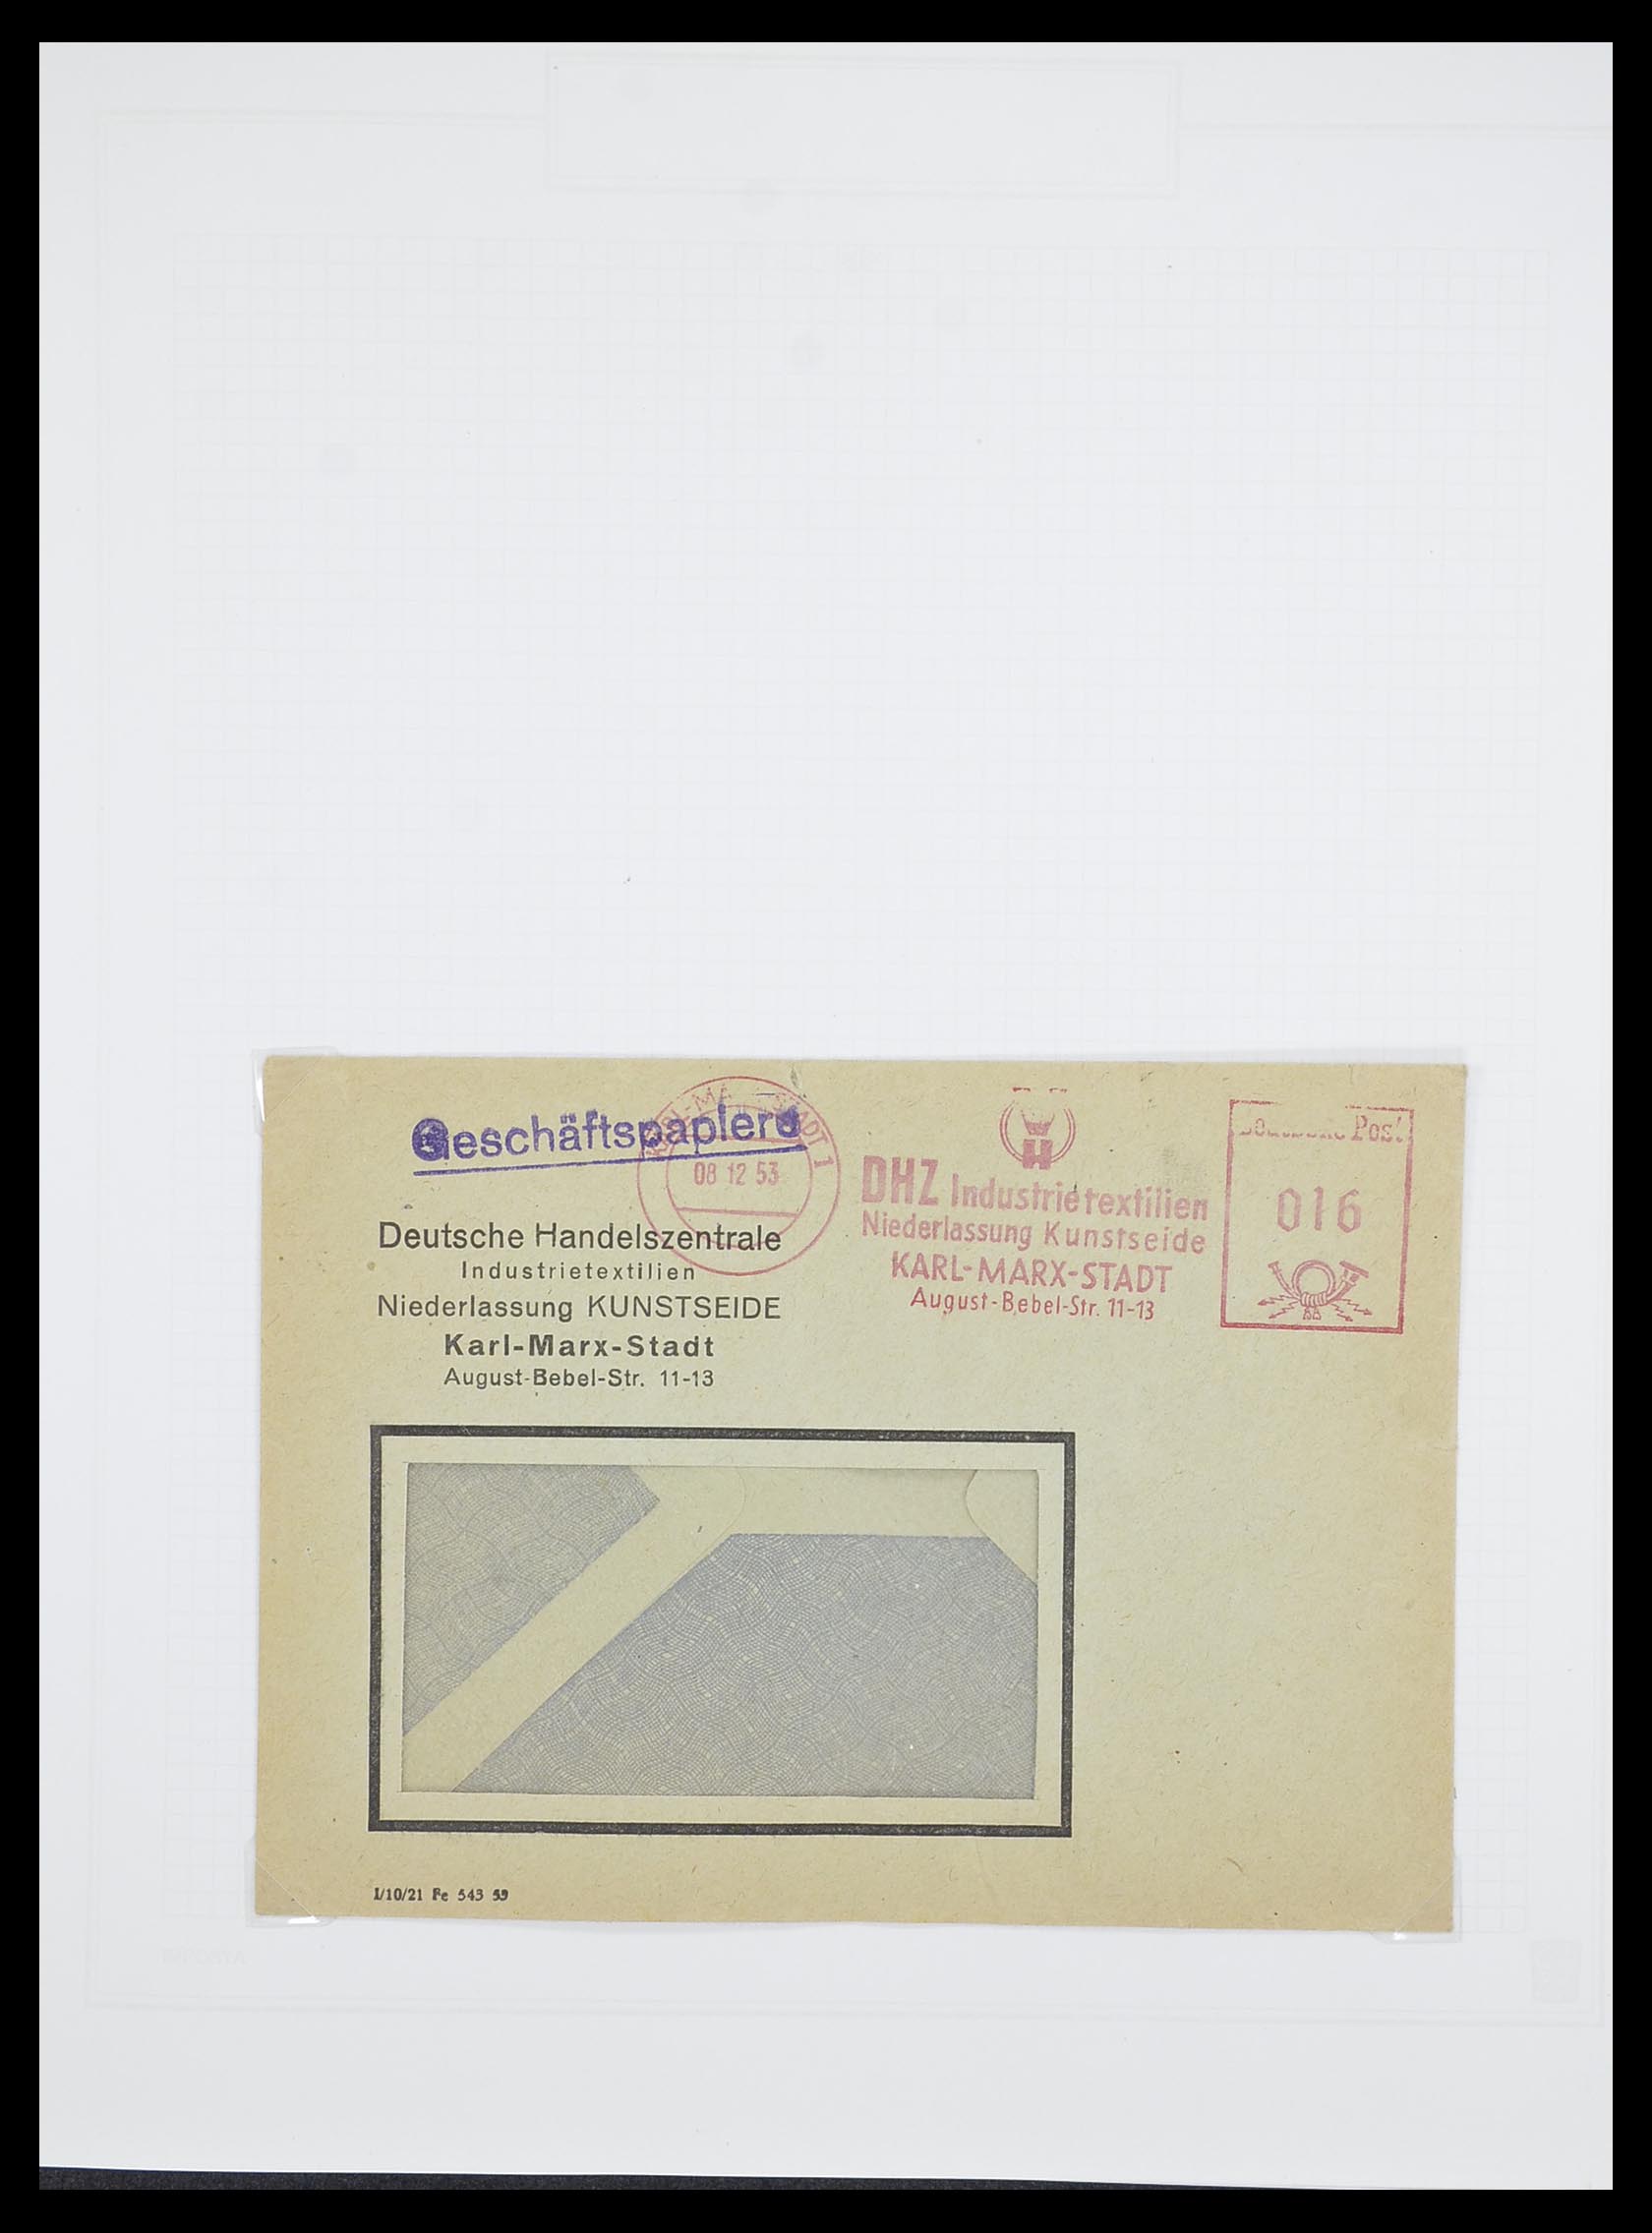 Geschäftspapiere
08 12 53
DHZ Industrietextilien
Niederlassung Kunstseide
KARL-MARX-STADT
August-Bebel-Str. 11-13
Post
016
Deutsche Handelszentrale
Industrietextilien
Niederlassung KUNSTSEIDE
Karl-Marx-Stadt
August-Bebel-Str. 11-13
I/10/21 Fe 543 53